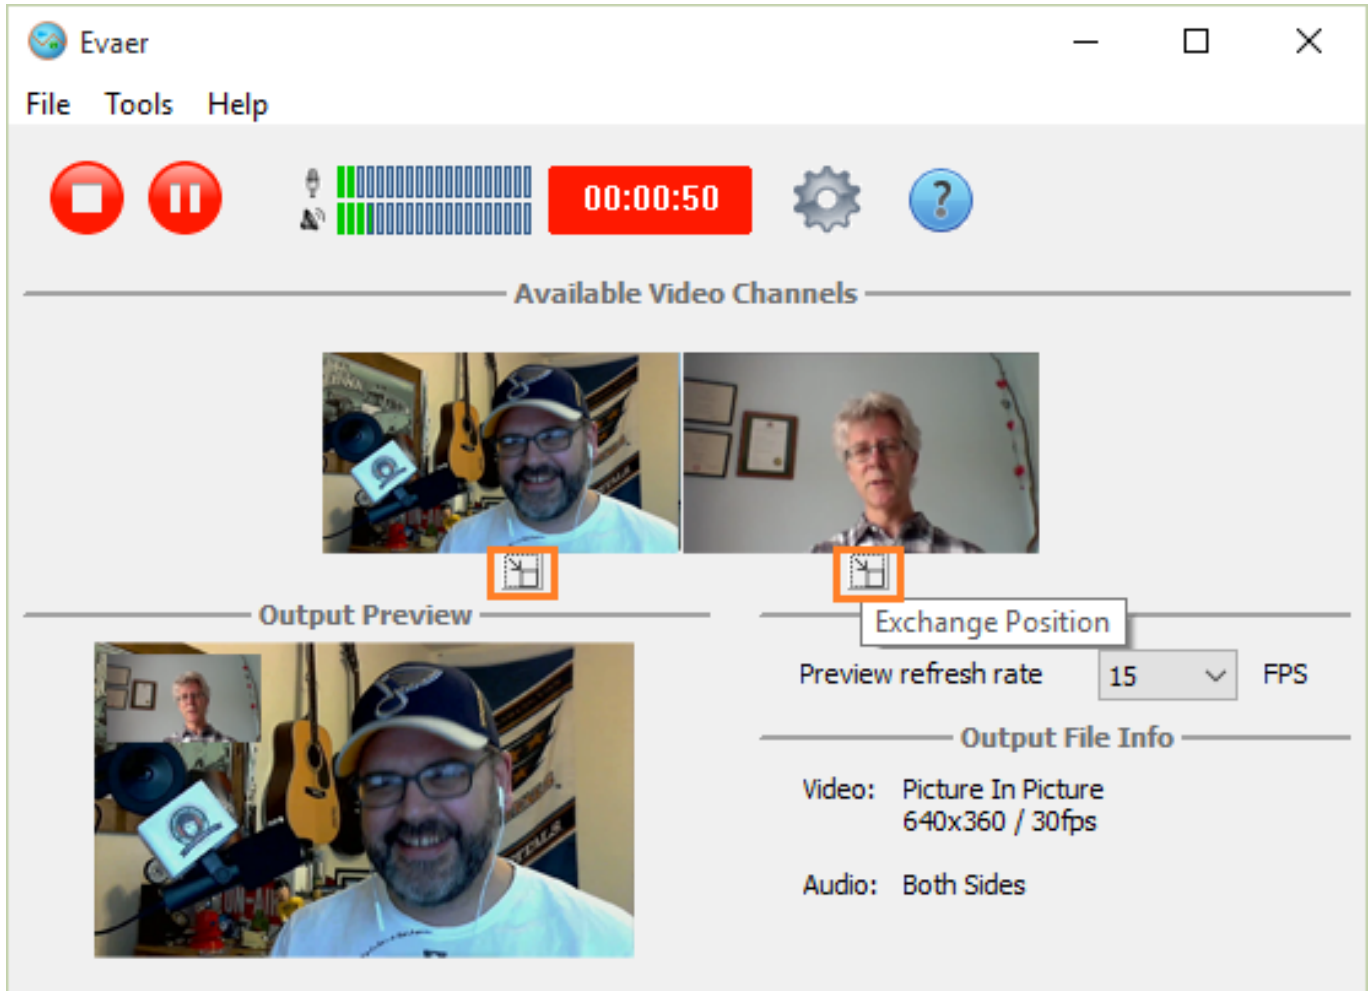 Evaer
File Tools Help
00:00:50
?
Available Video Channels
Output Preview
Exchange Position
Preview refresh rate 15 FPS
Output File Info
Video: Picture In Picture
640x360 / 30fps
Audio: Both Sides